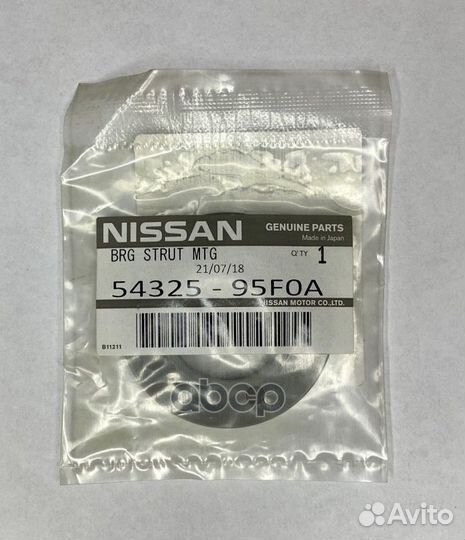 NISSAN
GENUINE PARTS
Made in Japan
BRG STRUT MTG
Q'TY 1
21/07/18
54325-95F0A
NISSAN MOTOR CO.,LTD.
B11211
abcp
Avito